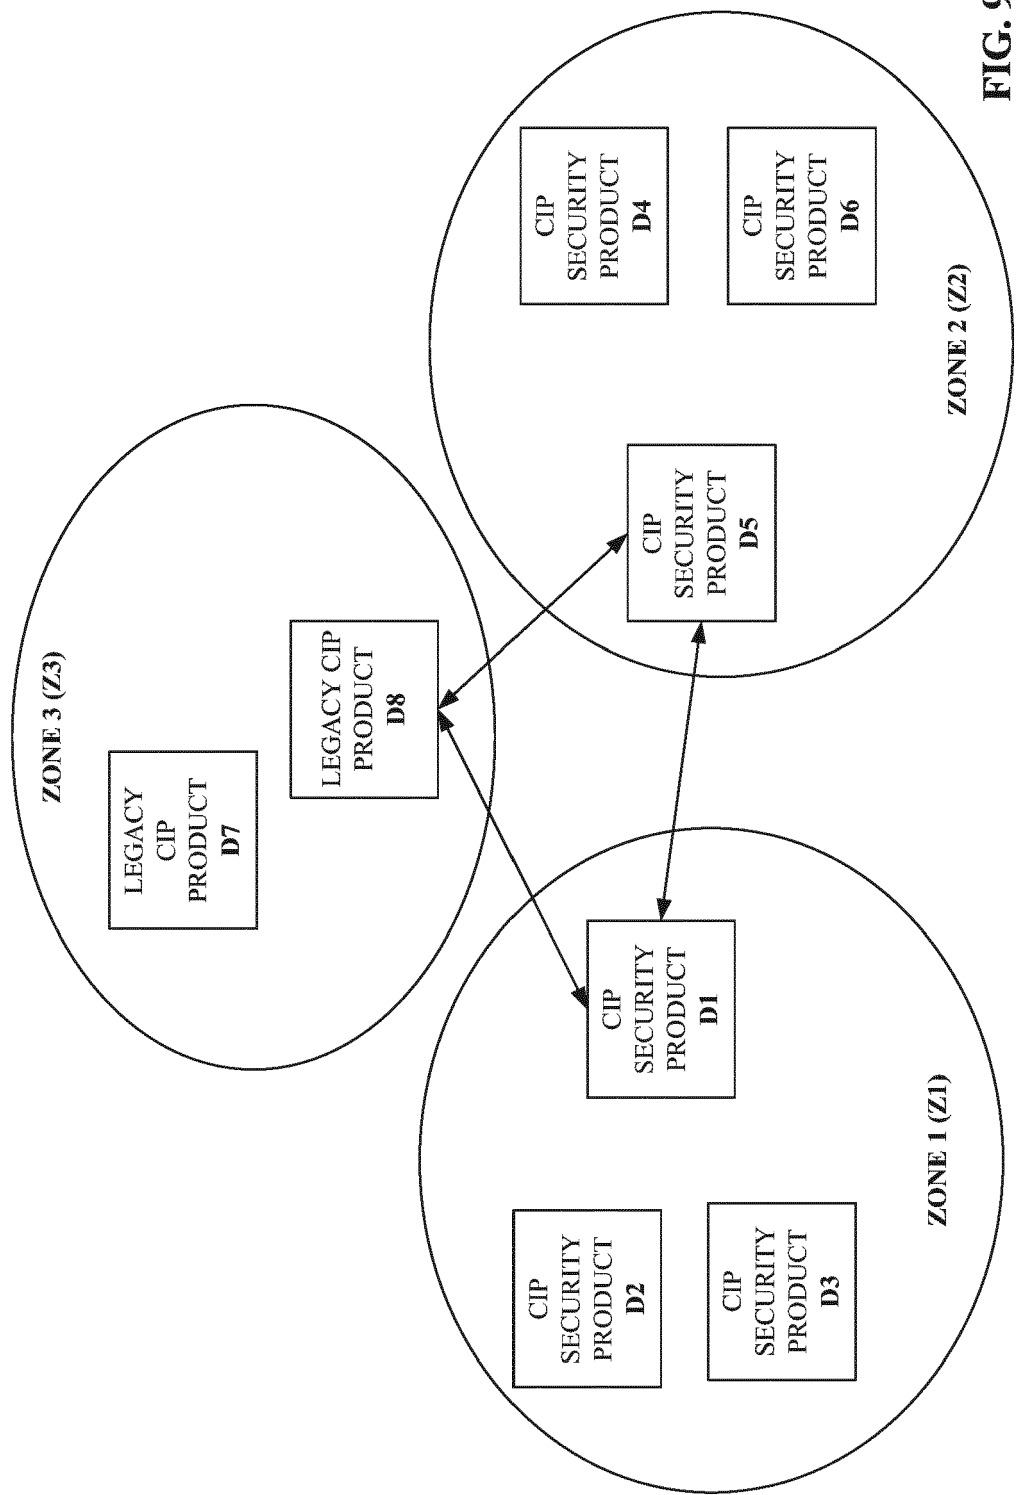 ZONE 3 (Z3)
LEGACY
CIP
PRODUCT
D7
LEGACY CIP
PRODUCT
D8
CIP
SECURITY
PRODUCT
D2
CIP
SECURITY
PRODUCT
D3
CIP
SECURITY
PRODUCT
D1
ZONE 1 (Z1)
CIP
SECURITY
PRODUCT
D5
CIP
SECURITY
PRODUCT
D4
CIP
SECURITY
PRODUCT
D6
ZONE 2 (Z2)
FIG. 9